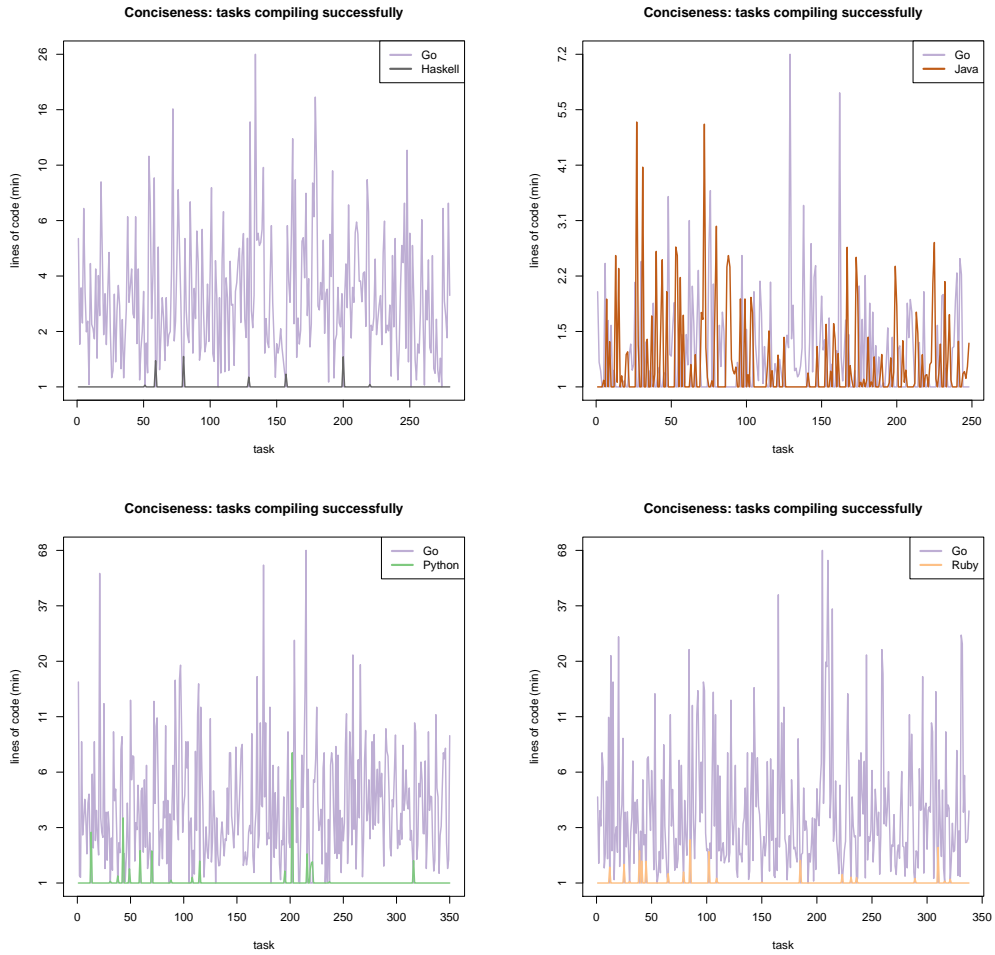 Conciseness: tasks compiling successfully
Go
Haskell
lines of code (min)
26
16
10
6
4
2
1
0 50 100 150 200 250
task
Conciseness: tasks compiling successfully
Go
Java
lines of code (min)
7.2
5.5
4.1
3.1
2.2
1.5
1
0 50 100 150 200 250
task
Conciseness: tasks compiling successfully
Go
Python
lines of code (min)
68
37
20
11
6
3
1
0 50 100 150 200 250 300 350
task
Conciseness: tasks compiling successfully
Go
Ruby
lines of code (min)
68
37
20
11
6
3
1
0 50 100 150 200 250 300 350
task